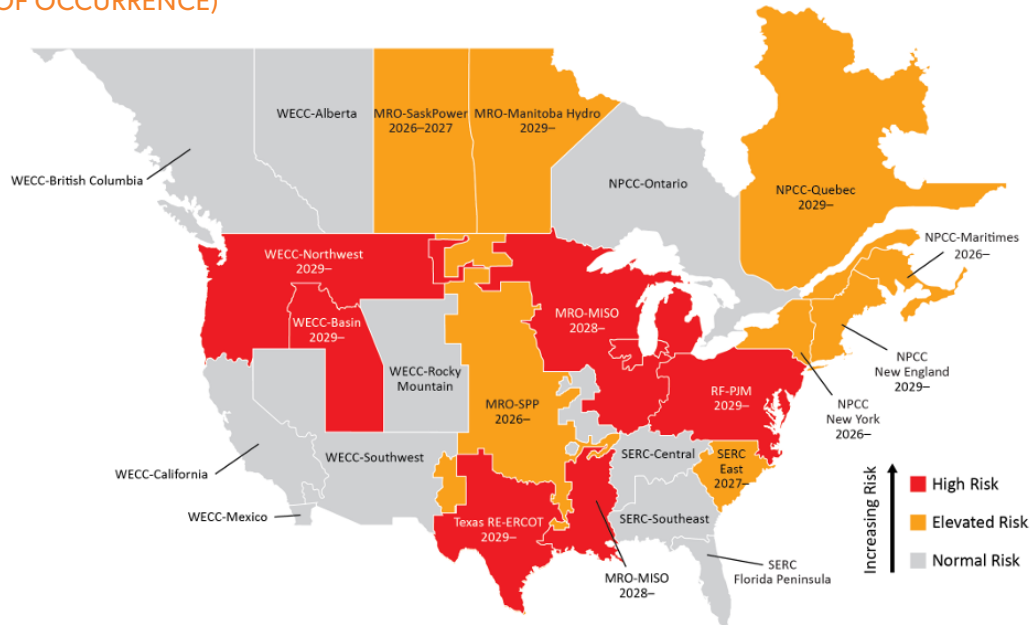 OF OCCURRENCE)
WECC-Alberta
MRO-SaskPower
2026–2027
MRO-Manitoba Hydro
2029–
WECC-British Columbia
NPCC-Ontario
NPCC-Quebec
2029–
NPCC-Maritimes
2026–
WECC-Northwest
2029–
WECC-Basin
2029–
MRO-MISO
2028–
WECC-Rocky
Mountain
NPCC
New England
2029–
RF-PJM
2029–
MRO-SPP
2026–
NPCC
New York
2026–
WECC-California
WECC-Southwest
SERC-Central
SERC
East
2027–
WECC-Mexico
Texas RE-ERCOT
2029–
SERC-Southeast
MRO-MISO
2028–
SERC
Florida Peninsula
Increasing Risk
High Risk
Elevated Risk
Normal Risk